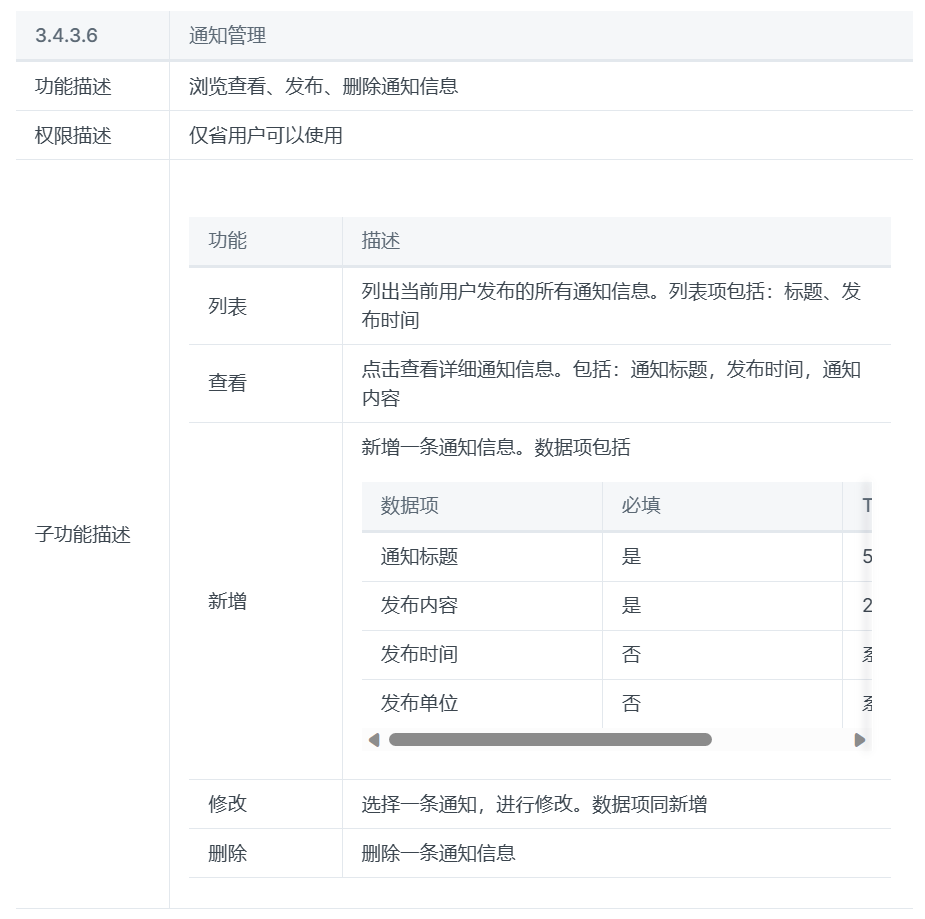 3.4.3.6 通知管理
功能描述 浏览查看、发布、删除通知信息
权限描述 仅省用户可以使用
子功能描述
功能 描述
列表 列出当前用户发布的所有通知信息。列表项包括：标题、发
布时间
查看 点击查看详细通知信息。包括：通知标题，发布时间，通知
内容
新增 新增一条通知信息。数据项包括
数据项 必填
通知标题 是 5
发布内容 是 2
发布时间 否
发布单位 否
修改 选择一条通知，进行修改。数据项同新增
删除 删除一条通知信息